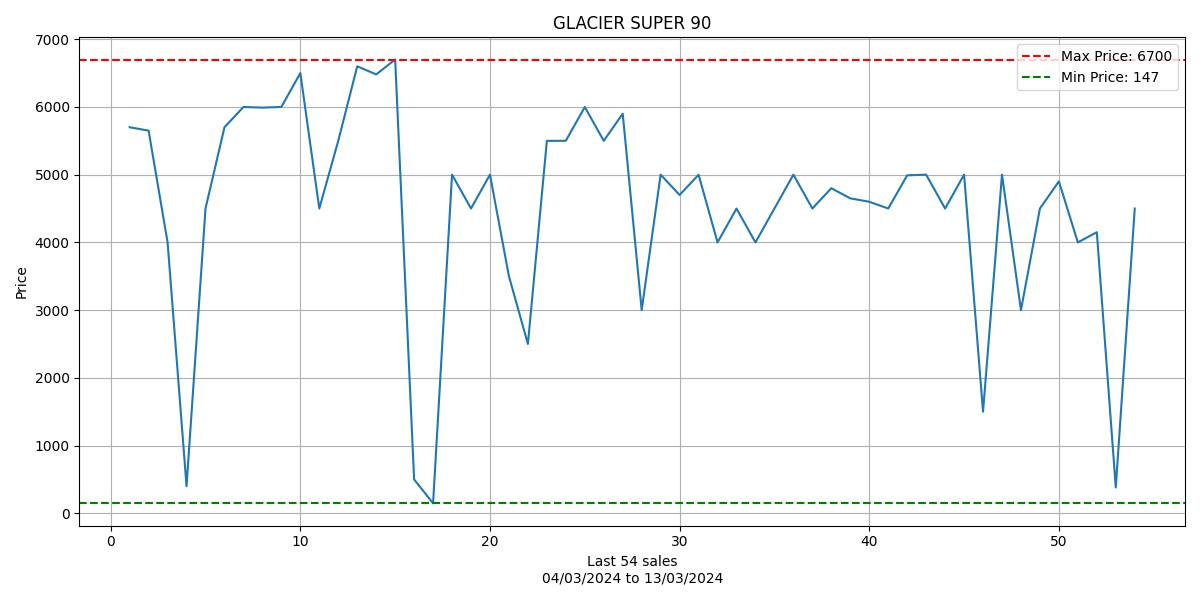 GLACIER SUPER 90
7000
6000
5000
4000
3000
2000
1000
0
Price
Max Price: 6700
Min Price: 147
0 10 20 30 40 50
Last 54 sales
04/03/2024 to 13/03/2024